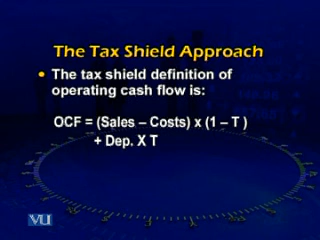 The Tax Shield Approach
• The tax shield definition of
operating cash flow is:
OCF = (Sales – Costs) x (1 – T )
+ Dep. X T
VU